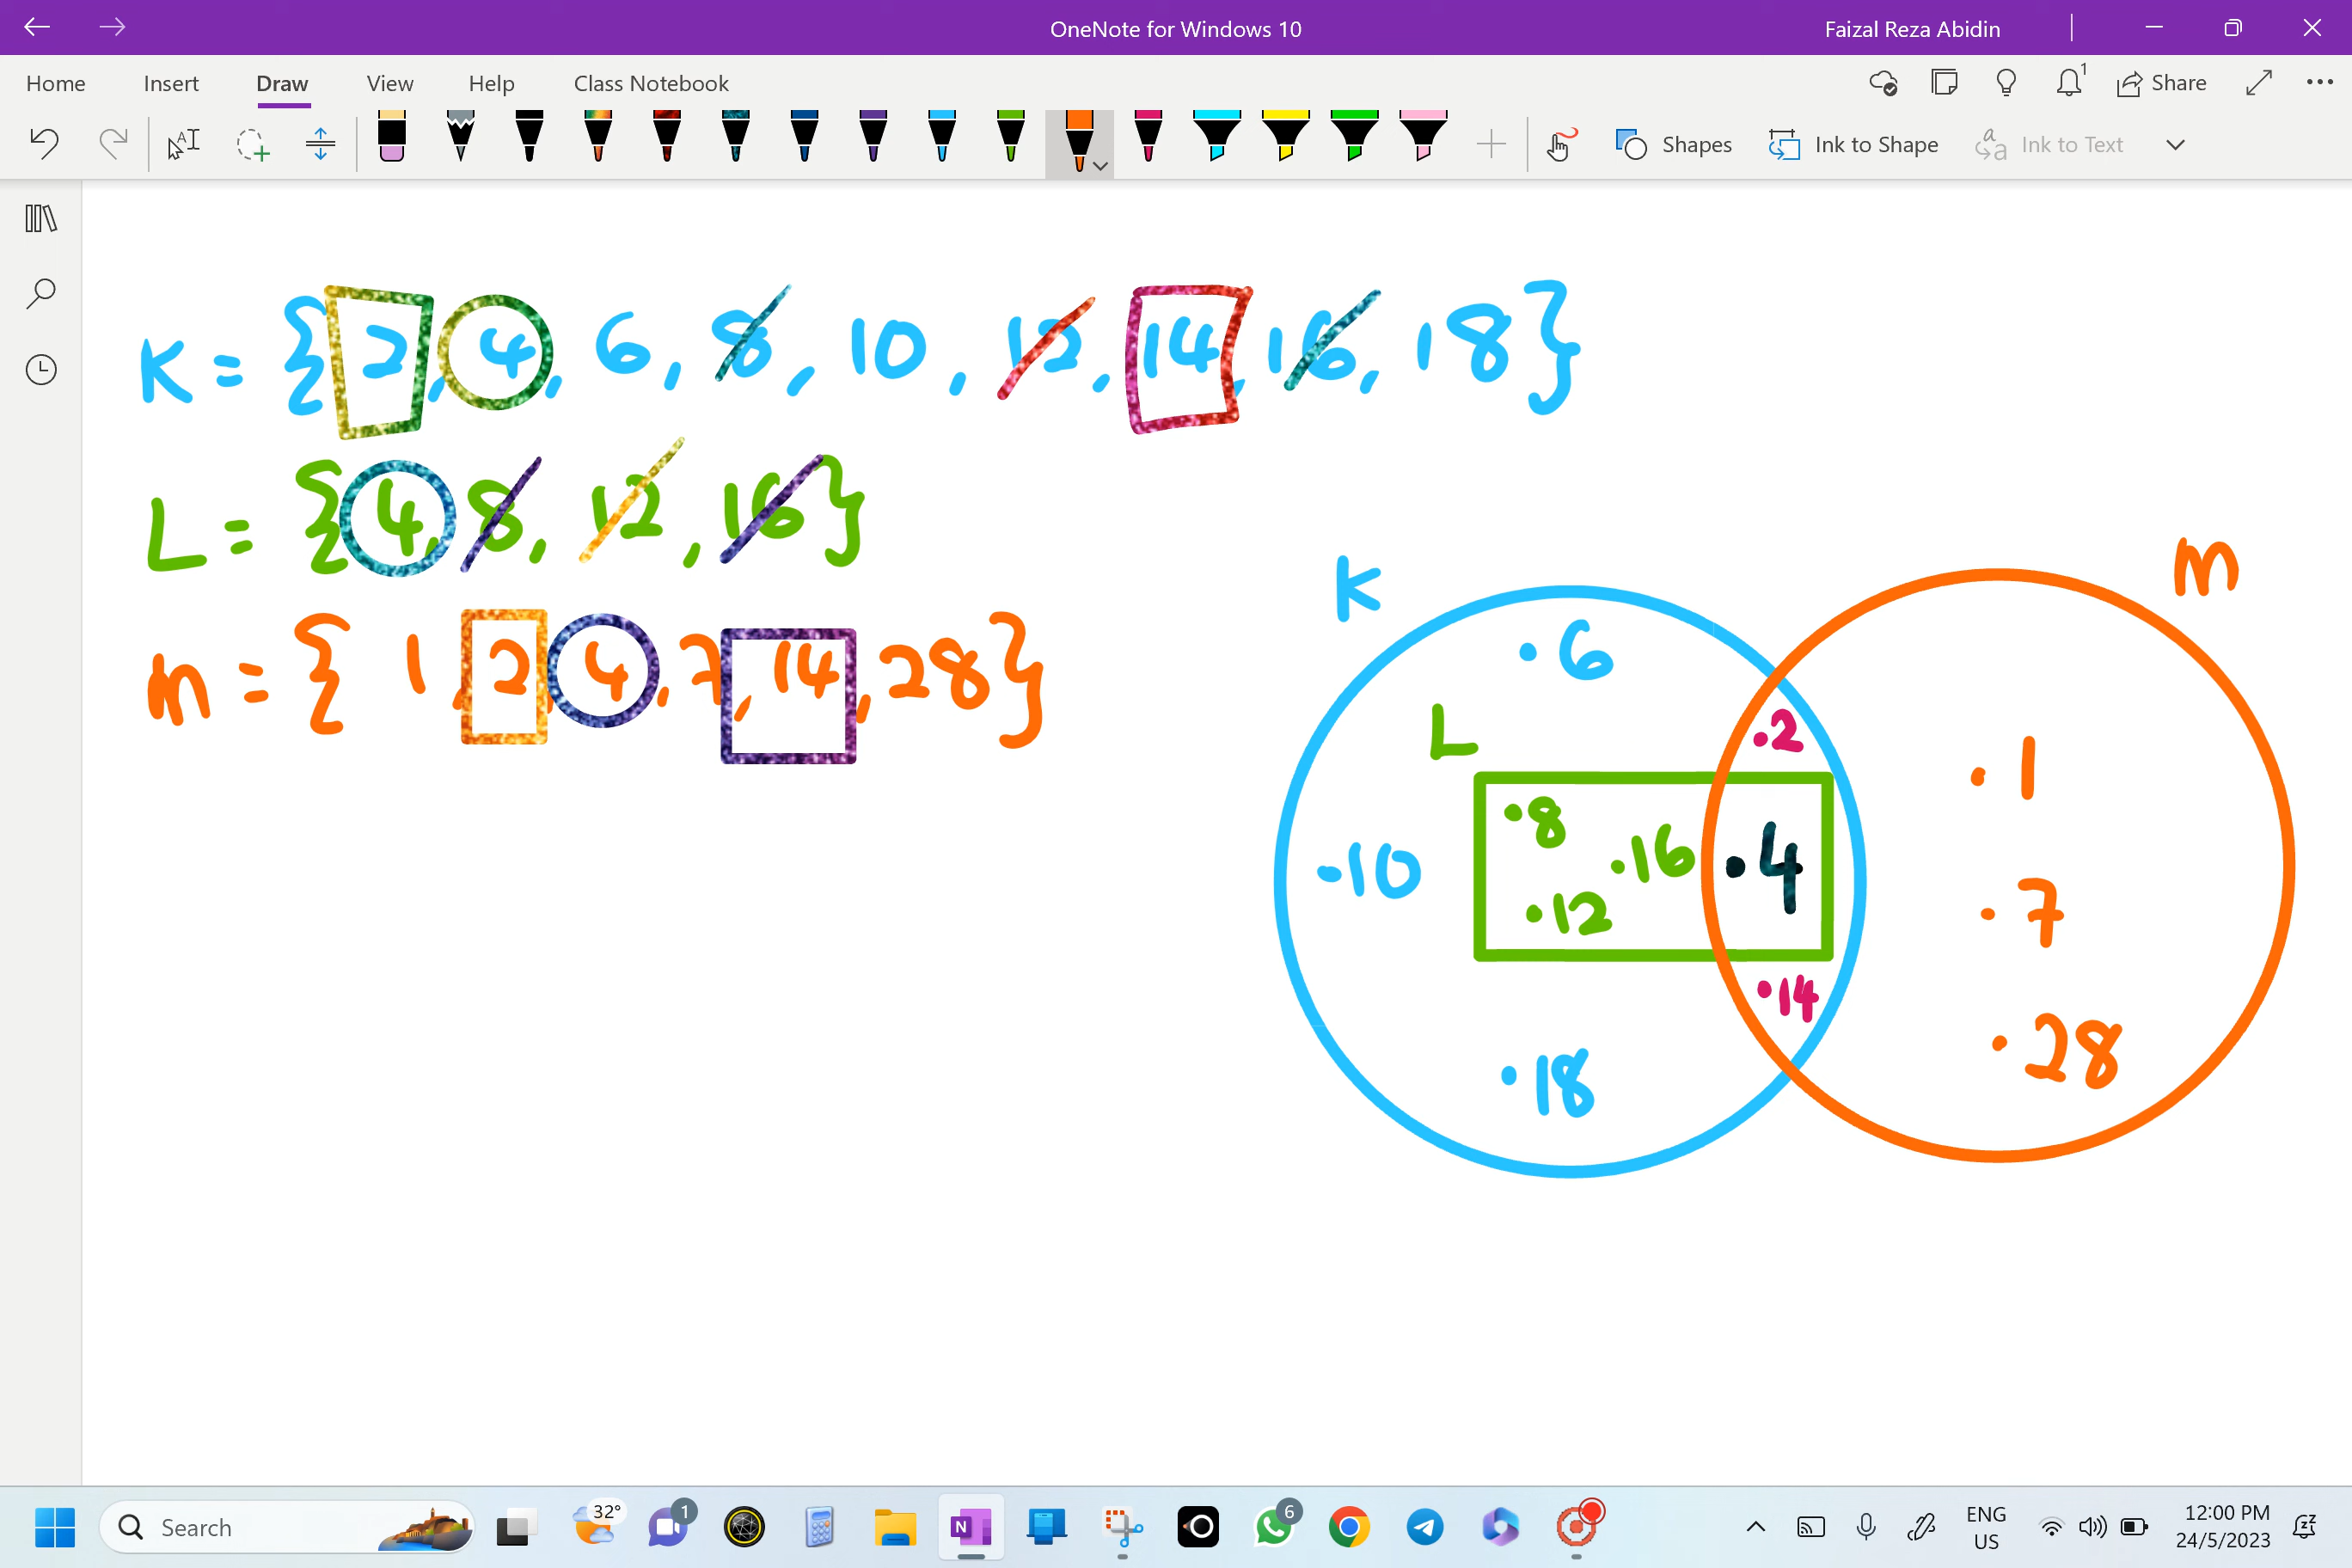 OneNote for Windows 10
Faizal Reza Abidin
Home Insert Draw View Help Class Notebook
1
Share
Shapes Ink to Shape Ink to Text
K = {2, 4, 6, 8, 10, 12, 14, 16, 18}
L = {4, 8, 12, 16}
m = {1, 2, 4, 7, 14, 28}
K
m
.6
L
.2
.1
.8
.16
.4
.10
.12
.7
.14
.28
.18
Search
32°
1
N
6
ENG
US
12:00 PM
24/5/2023